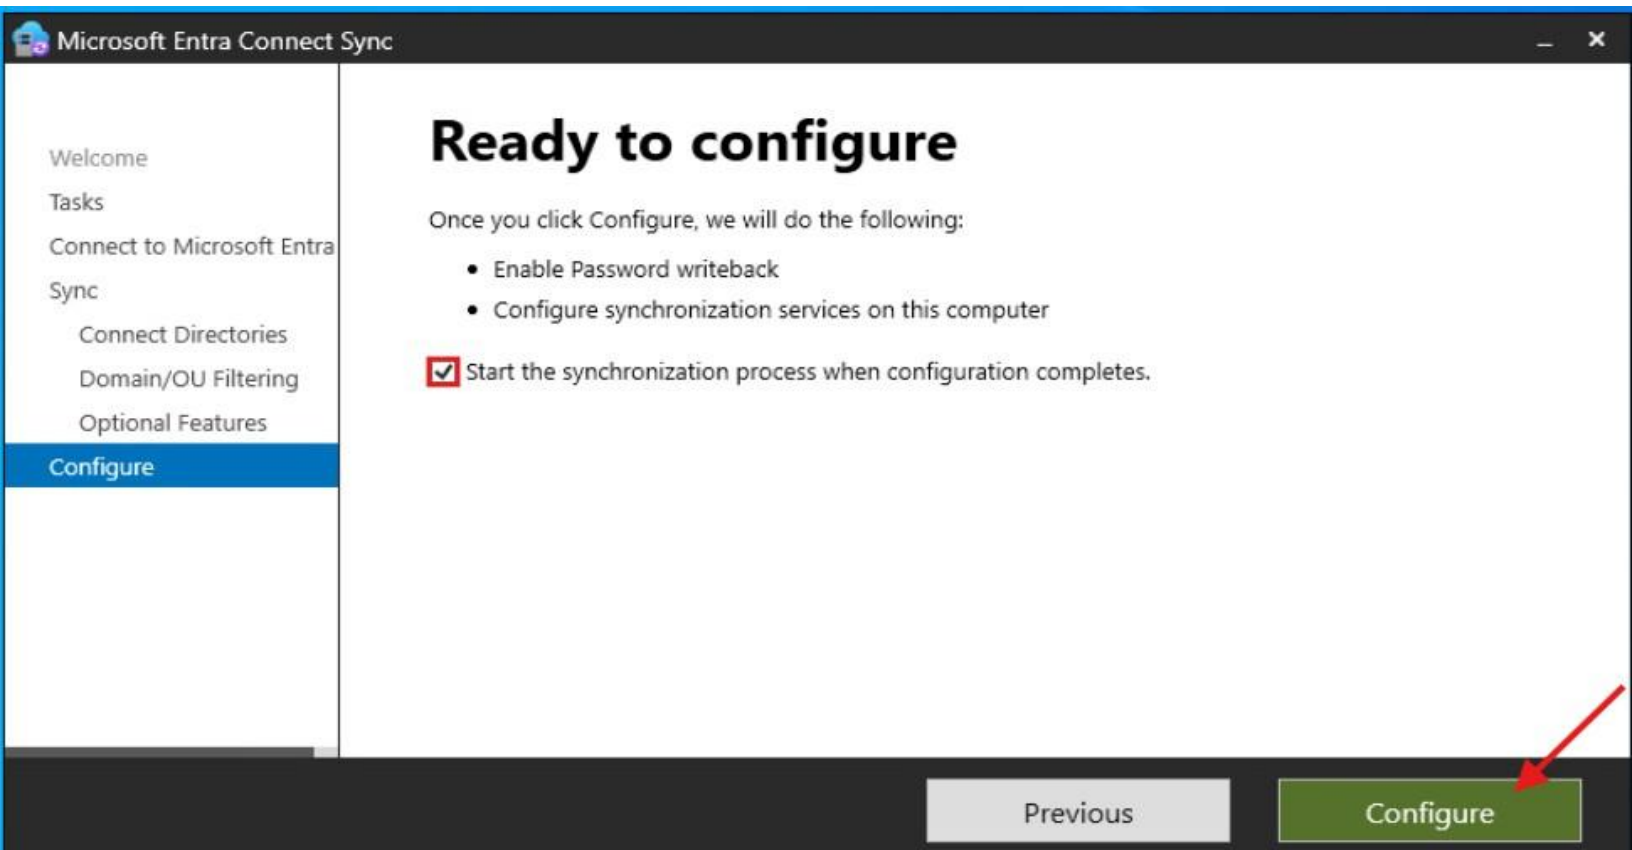 Microsoft Entra Connect Sync
Welcome
Tasks
Connect to Microsoft Entra
Sync
Connect Directories
Domain/OU Filtering
Optional Features
Configure
Ready to configure
Once you click Configure, we will do the following:
• Enable Password writeback
• Configure synchronization services on this computer
Start the synchronization process when configuration completes.
Previous
Configure